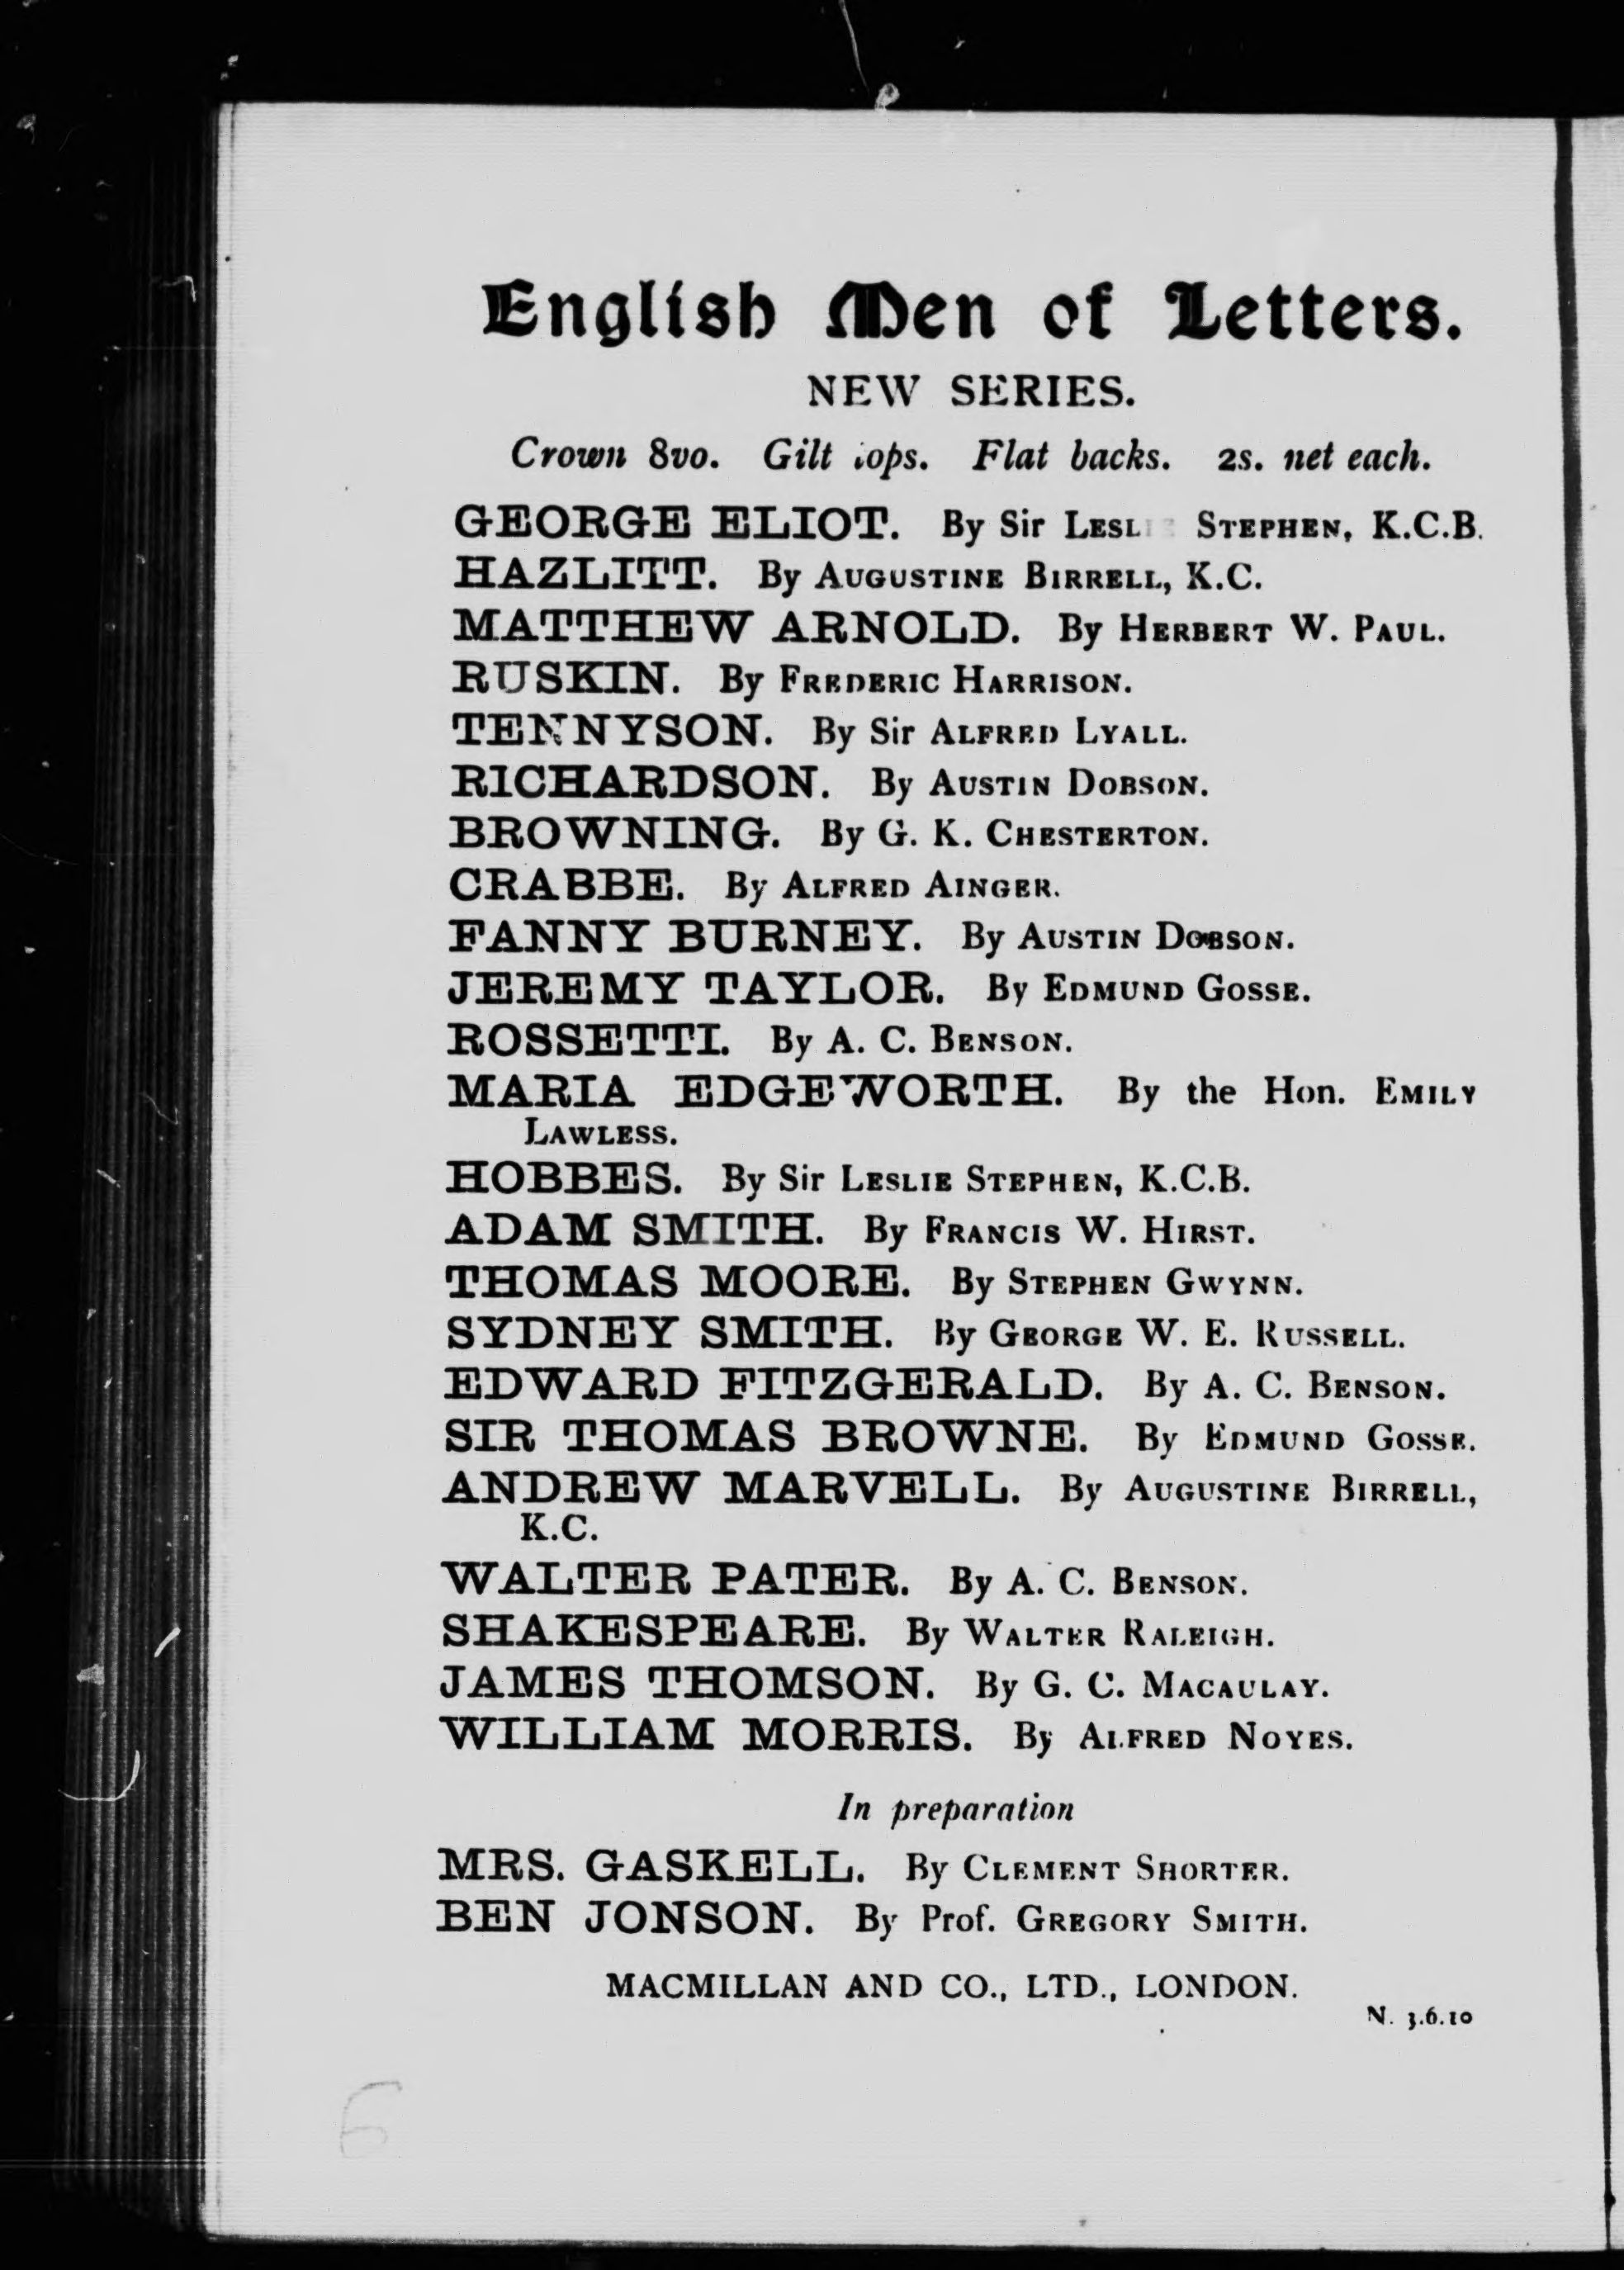 English Men of Letters.
NEW SERIES.
Crown 8vo. Gilt tops. Flat backs. 2s. net each.
GEORGE ELIOT. By Sir LESLIE STEPHEN, K.C.B.
HAZLITT. By AUGUSTINE BIRRELL, K.C.
MATTHEW ARNOLD. By HERBERT W. PAUL.
RUSKIN. By FREDERIC HARRISON.
TENNYSON. By Sir ALFRED LYALL.
RICHARDSON. By AUSTIN DOBSON.
BROWNING. By G. K. CHESTERTON.
CRABBE. By ALFRED AINGER.
FANNY BURNEY. By AUSTIN DOBSON.
JEREMY TAYLOR. By EDMUND GOSSE.
ROSSETTI. By A. C. BENSON.
MARIA EDGEWORTH. By the Hon. EMILY
LAWLESS.
HOBBES. By Sir LESLIE STEPHEN, K.C.B.
ADAM SMITH. By FRANCIS W. HIRST.
THOMAS MOORE. By STEPHEN GWYNN.
SYDNEY SMITH. By GEORGE W. E. RUSSELL.
EDWARD FITZGERALD. By A. C. BENSON.
SIR THOMAS BROWNE. By EDMUND GOSSE.
ANDREW MARVELL. By AUGUSTINE BIRRELL,
K.C.
WALTER PATER. By A. C. BENSON.
SHAKESPEARE. By WALTER RALEIGH.
JAMES THOMSON. By G. C. MACAULAY.
WILLIAM MORRIS. By ALFRED NOYES.
In preparation
MRS. GASKELL. By CLEMENT SHORTER.
BEN JONSON. By Prof. GREGORY SMITH.
MACMILLAN AND CO., LTD., LONDON.
N. 3.6.10